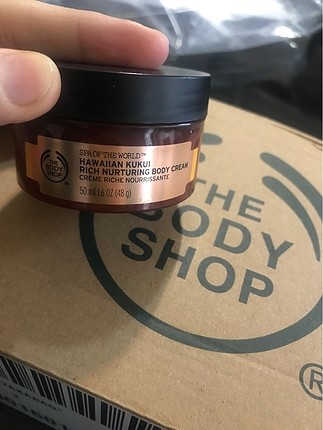 SPA OF THE WORLD™
HAWAIIAN KUKUI
RICH NURTURING BODY CREAM
CRÈME RICHE NOURRISSANTE
50 ml 1.6 OZ (48 g)
THE
BODY
SHOP
®
THE
BODY
SHOP
®